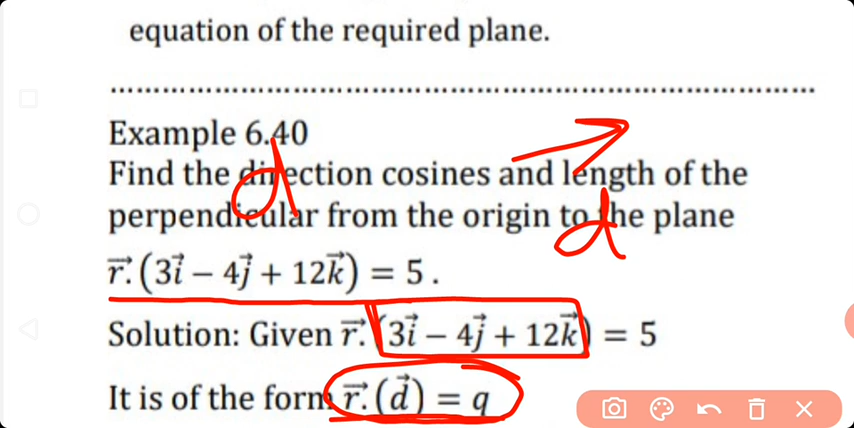 equation of the required plane.
Example 6.40
Find the direction cosines and length of the
perpendicular from the origin to the plane
r⃗.(3i⃗ − 4j⃗ + 12k⃗) = 5 .
Solution: Given r⃗. (3i⃗ − 4j⃗ + 12k⃗) = 5
It is of the form r⃗.(d⃗) = q
d
d